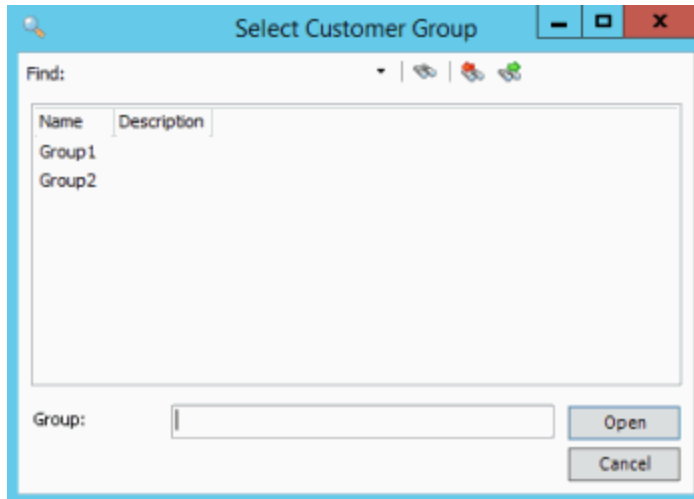 Select Customer Group
Find:
Name Description
Group1
Group2
Group:
Open
Cancel